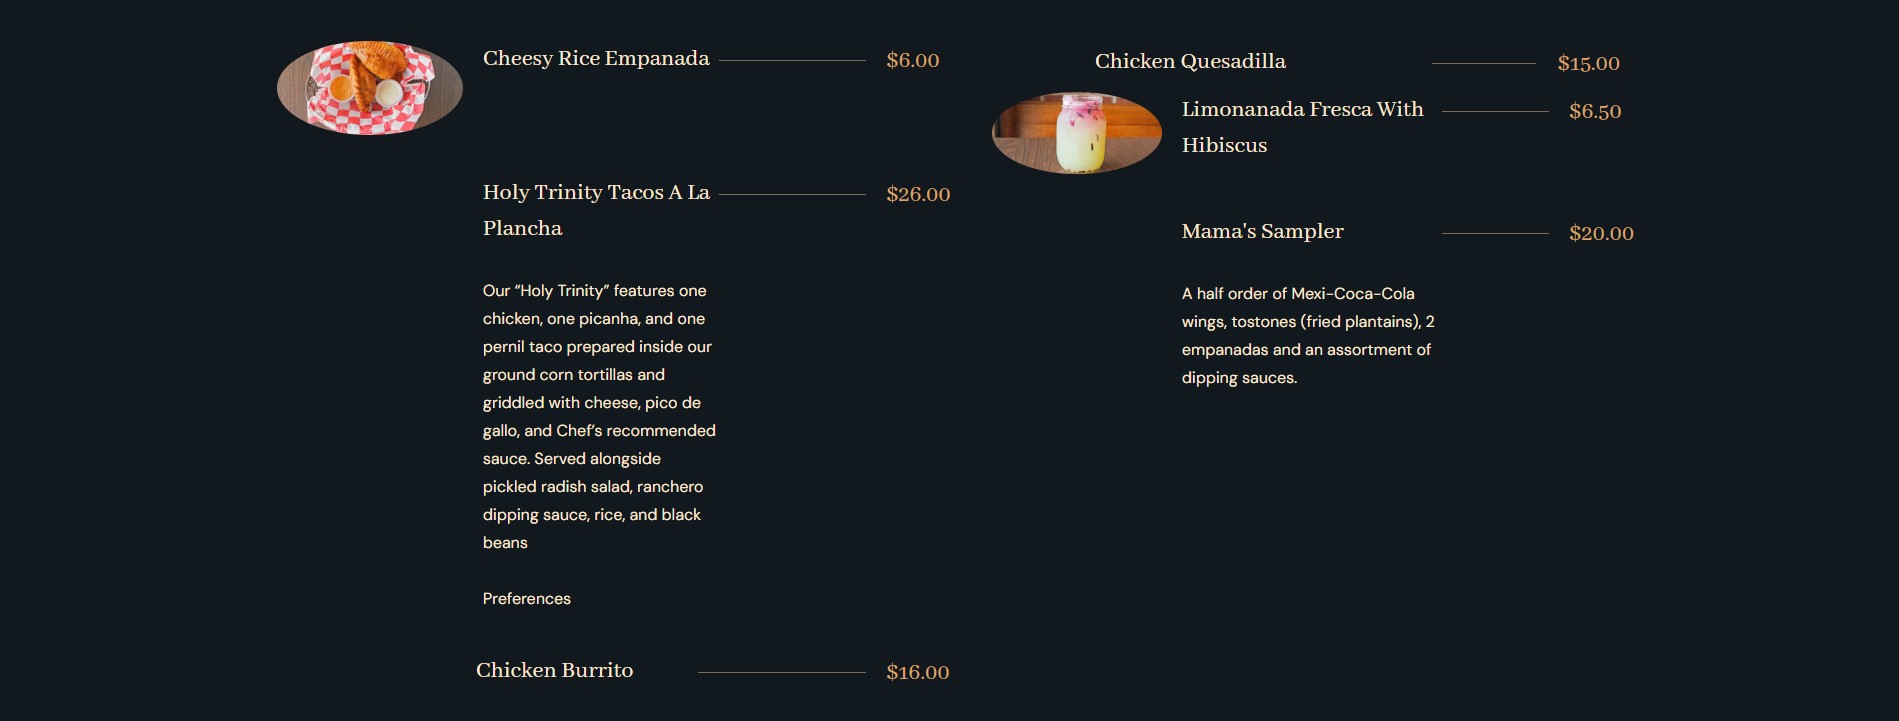 Cheesy Rice Empanada $6.00
Holy Trinity Tacos A La $26.00
Plancha
Our “Holy Trinity” features one
chicken, one picanha, and one
pernil taco prepared inside our
ground corn tortillas and
griddled with cheese, pico de
gallo, and Chef’s recommended
sauce. Served alongside
pickled radish salad, ranchero
dipping sauce, rice, and black
beans
Preferences
Chicken Burrito $16.00
Chicken Quesadilla $15.00
Limonanada Fresca With $6.50
Hibiscus
Mama's Sampler $20.00
A half order of Mexi-Coca-Cola
wings, tostones (fried plantains), 2
empanadas and an assortment of
dipping sauces.